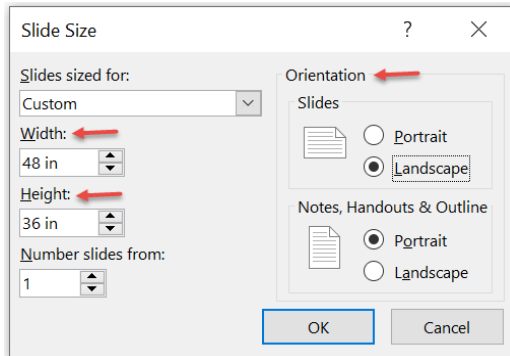 Slide Size
?
Slides sized for:
Custom
Width:
48 in
Height:
36 in
Number slides from:
1
Orientation
Slides
Portrait
Landscape
Notes, Handouts & Outline
Portrait
Landscape
OK
Cancel